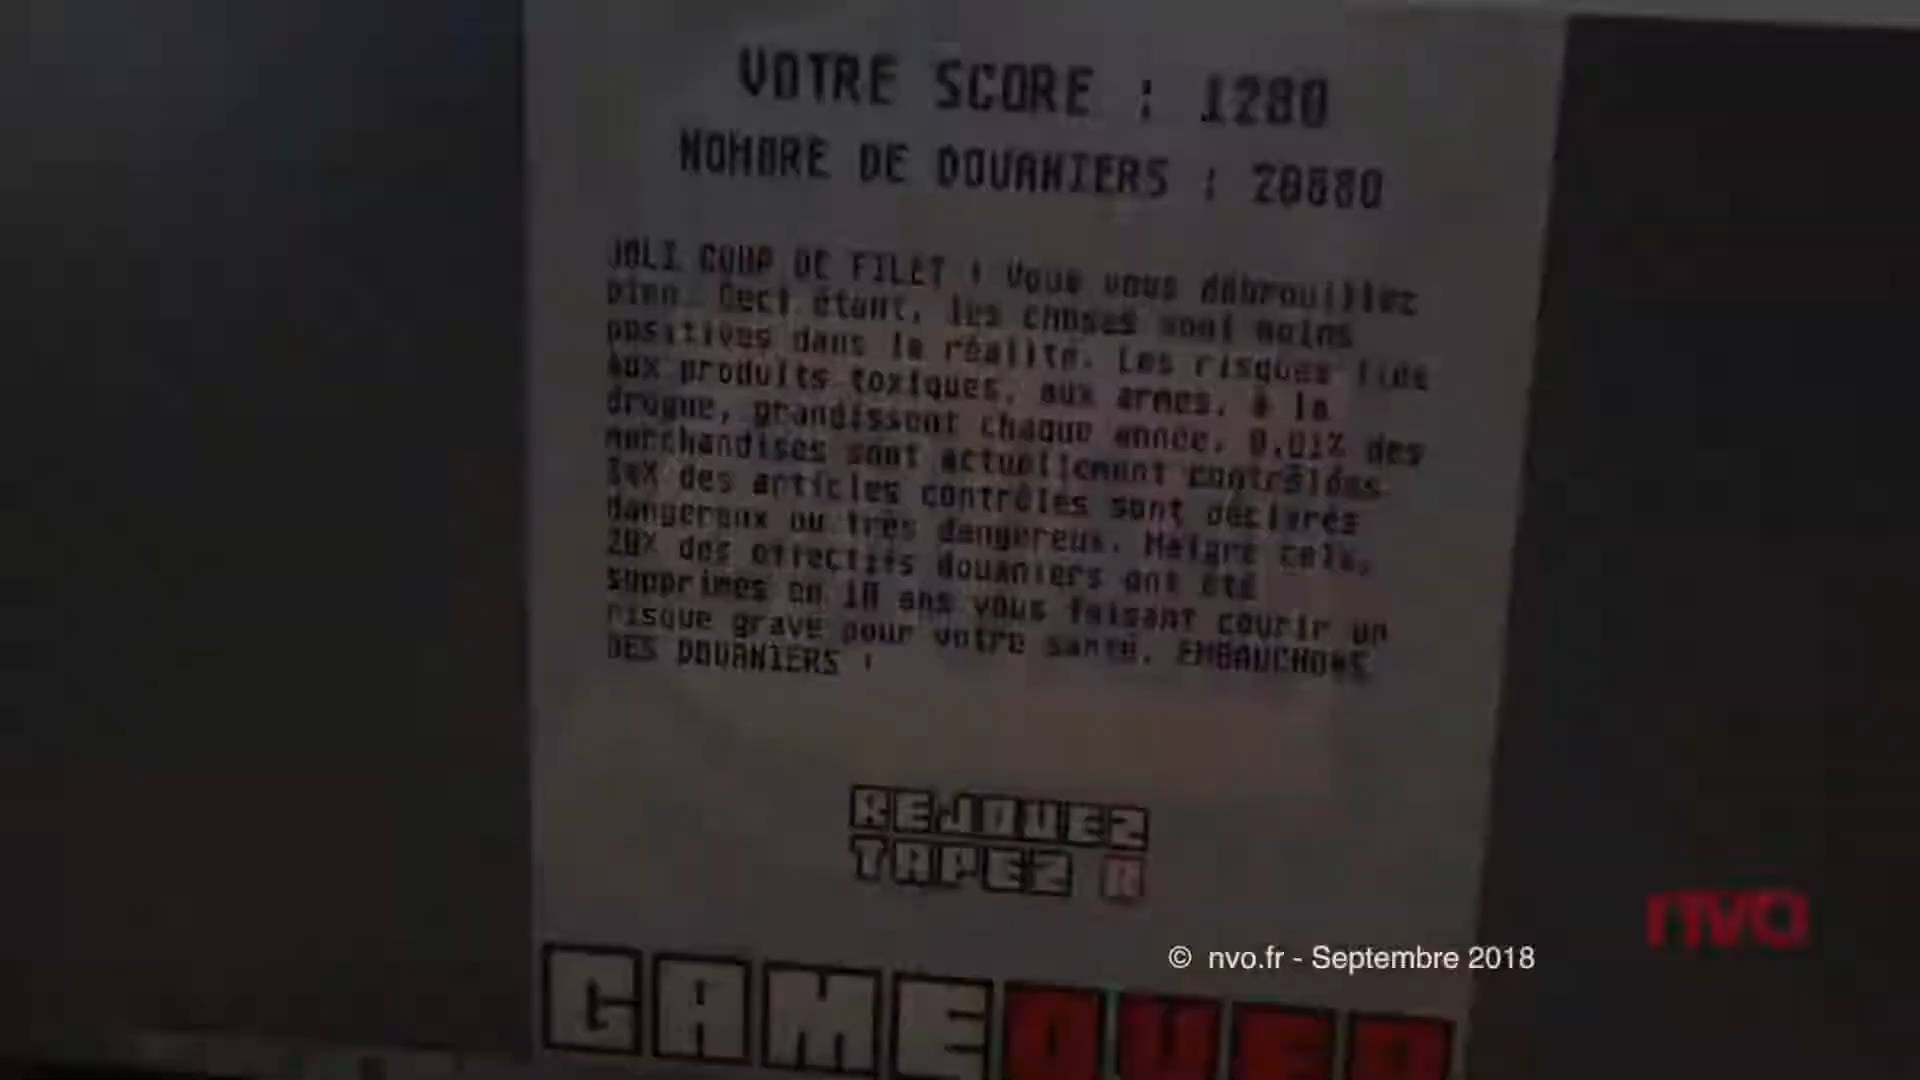 VOTRE SCORE : 1280
NOMBRE DE DOUANIERS : 20680
JOLI COUP DE FILET ! Vous vous débrouillez
bien. Ceci étant, les choses sont moins
positives dans la réalité. Les risques liés
aux produits toxiques, aux armes, à la
drogue, grandissent chaque année. 0,01% des
marchandises sont actuellement contrôlées.
des articles contrôlés sont déclarés
dangereux ou très dangereux. Malgré cela,
20% des effectifs douaniers ont été
supprimés en 10 ans vous faisant courir un
risque grave pour votre santé. EMBAUCHONS
DES DOUANIERS !
REJOUEZ
TAPEZ R
nvo
© nvo.fr - Septembre 2018
GAME OVER